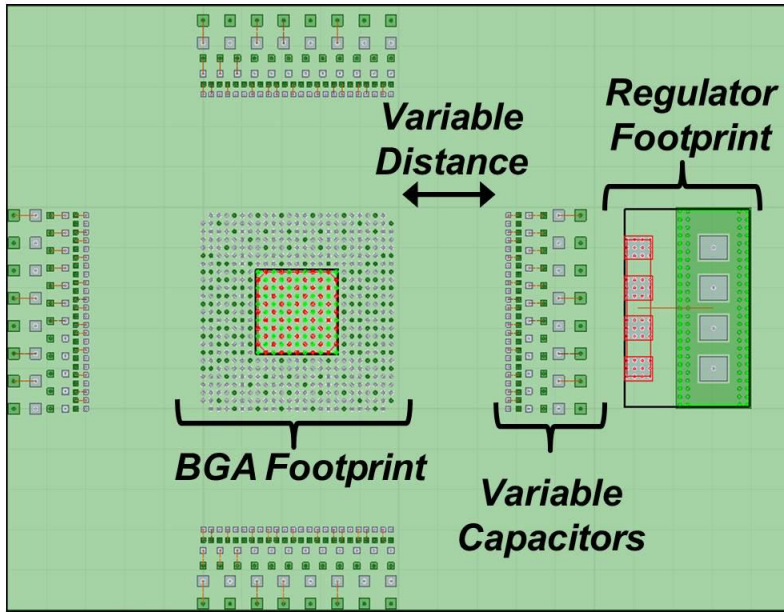 Variable
Distance
Regulator
Footprint
BGA Footprint
Variable
Capacitors